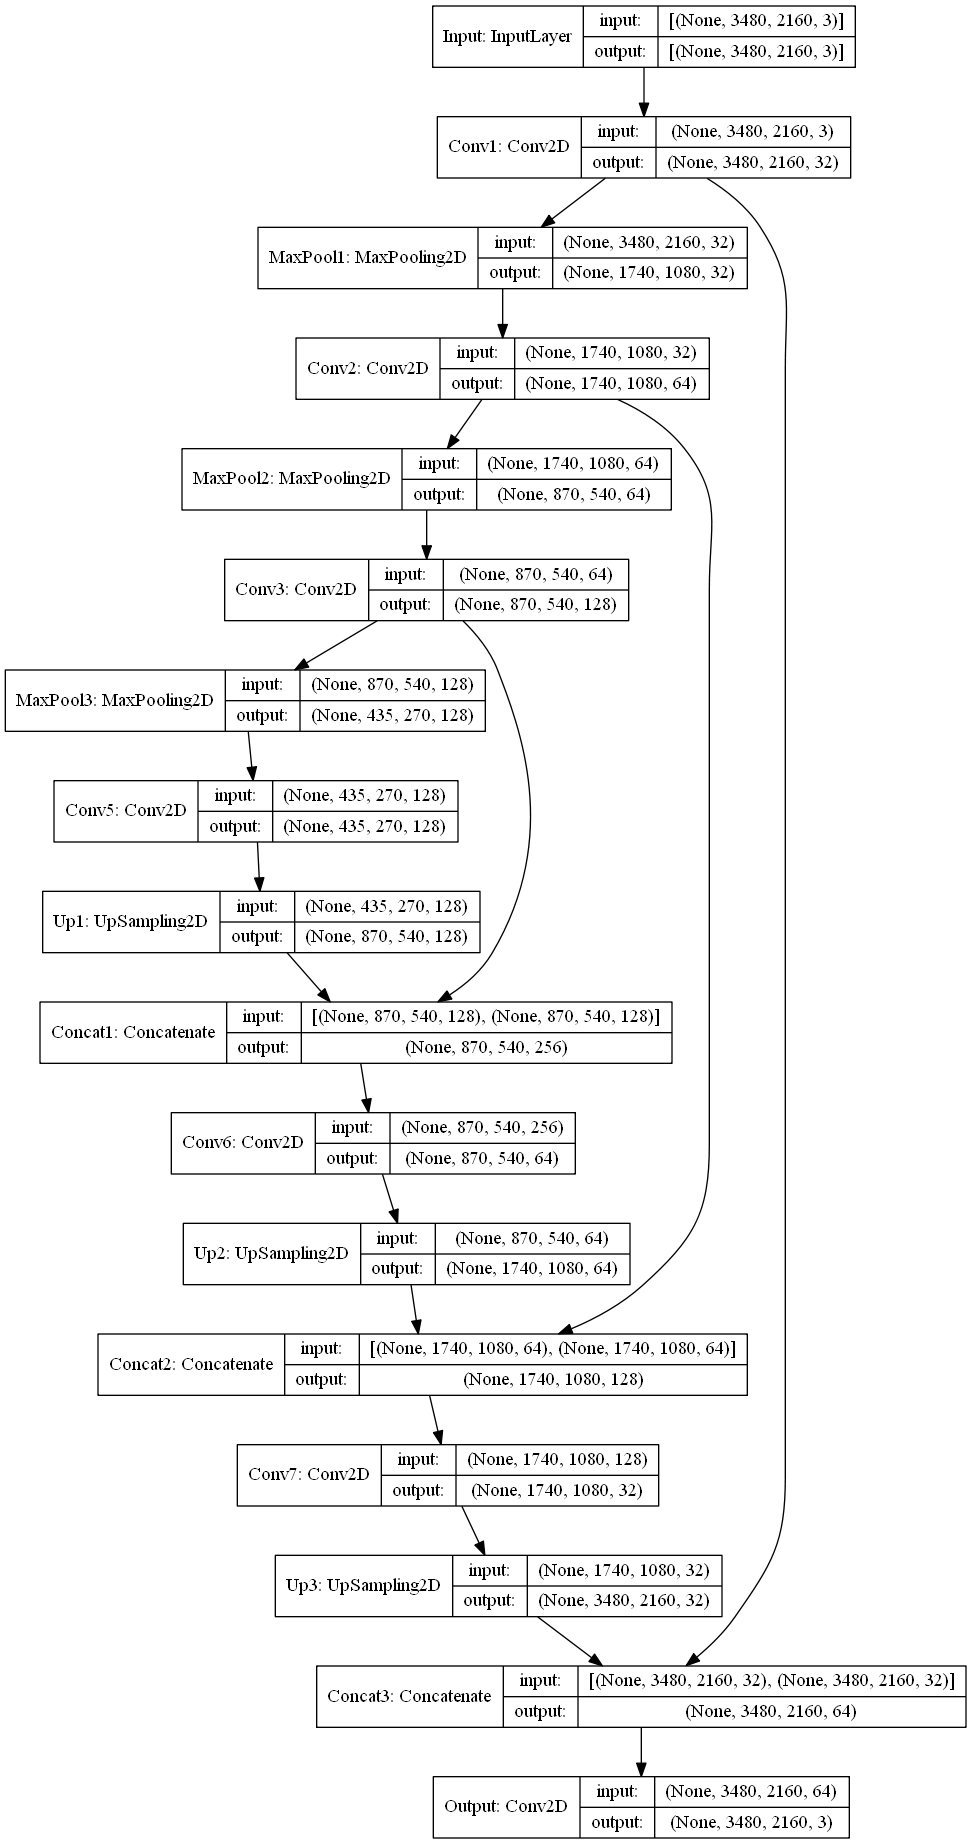 Input: InputLayer
input:
[(None, 3480, 2160, 3)]
output:
[(None, 3480, 2160, 3)]
Conv1: Conv2D
input:
(None, 3480, 2160, 3)
output:
(None, 3480, 2160, 32)
MaxPool1: MaxPooling2D
input:
(None, 3480, 2160, 32)
output:
(None, 1740, 1080, 32)
Conv2: Conv2D
input:
(None, 1740, 1080, 32)
output:
(None, 1740, 1080, 64)
MaxPool2: MaxPooling2D
input:
(None, 1740, 1080, 64)
output:
(None, 870, 540, 64)
Conv3: Conv2D
input:
(None, 870, 540, 64)
output:
(None, 870, 540, 128)
MaxPool3: MaxPooling2D
input:
(None, 870, 540, 128)
output:
(None, 435, 270, 128)
Conv5: Conv2D
input:
(None, 435, 270, 128)
output:
(None, 435, 270, 128)
Up1: UpSampling2D
input:
(None, 435, 270, 128)
output:
(None, 870, 540, 128)
Concat1: Concatenate
input:
[(None, 870, 540, 128), (None, 870, 540, 128)]
output:
(None, 870, 540, 256)
Conv6: Conv2D
input:
(None, 870, 540, 256)
output:
(None, 870, 540, 64)
Up2: UpSampling2D
input:
(None, 870, 540, 64)
output:
(None, 1740, 1080, 64)
Concat2: Concatenate
input:
[(None, 1740, 1080, 64), (None, 1740, 1080, 64)]
output:
(None, 1740, 1080, 128)
Conv7: Conv2D
input:
(None, 1740, 1080, 128)
output:
(None, 1740, 1080, 32)
Up3: UpSampling2D
input:
(None, 1740, 1080, 32)
output:
(None, 3480, 2160, 32)
Concat3: Concatenate
input:
[(None, 3480, 2160, 32), (None, 3480, 2160, 32)]
output:
(None, 3480, 2160, 64)
Output: Conv2D
input:
(None, 3480, 2160, 64)
output:
(None, 3480, 2160, 3)